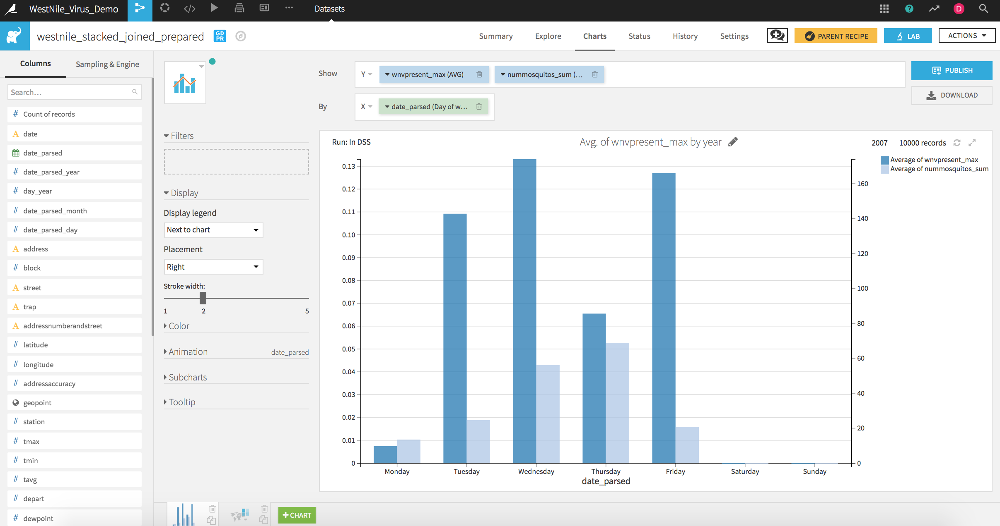 WestNile_Virus_Demo
</>
Datasets
?
D
westnile_stacked_joined_prepared
GD
PR
Summary
Explore
Charts
Status
History
Settings
PARENT RECIPE
LAB
ACTIONS
Columns
Sampling & Engine
Search...
# Count of records
A date
date_parsed
# date_parsed_year
# day_year
# date_parsed_month
# date_parsed_day
A address
# block
A street
A trap
A addressnumberandstreet
# latitude
# longitude
# addressaccuracy
geopoint
# station
# tmax
# tmin
# tavg
# depart
# dewpoint
Show
Y
wnvpresent_max (AVG)
nummosquitos_sum (...
By
X
date_parsed (Day of w...
PUBLISH
DOWNLOAD
Filters
Display
Display legend
Next to chart
Placement
Right
Stroke width:
1 2 5
Color
Animation date_parsed
Subcharts
Tooltip
Run: In DSS
Avg. of wnvpresent_max by year
2007
10000 records
Average of wnvpresent_max
Average of nummosquitos_sum
0.13
0.12
0.11
0.10
0.09
0.08
0.07
0.06
0.05
0.04
0.03
0.02
0.01
0
160
140
120
100
80
60
40
20
0
Monday Tuesday Wednesday Thursday Friday Saturday Sunday
date_parsed
+CHART